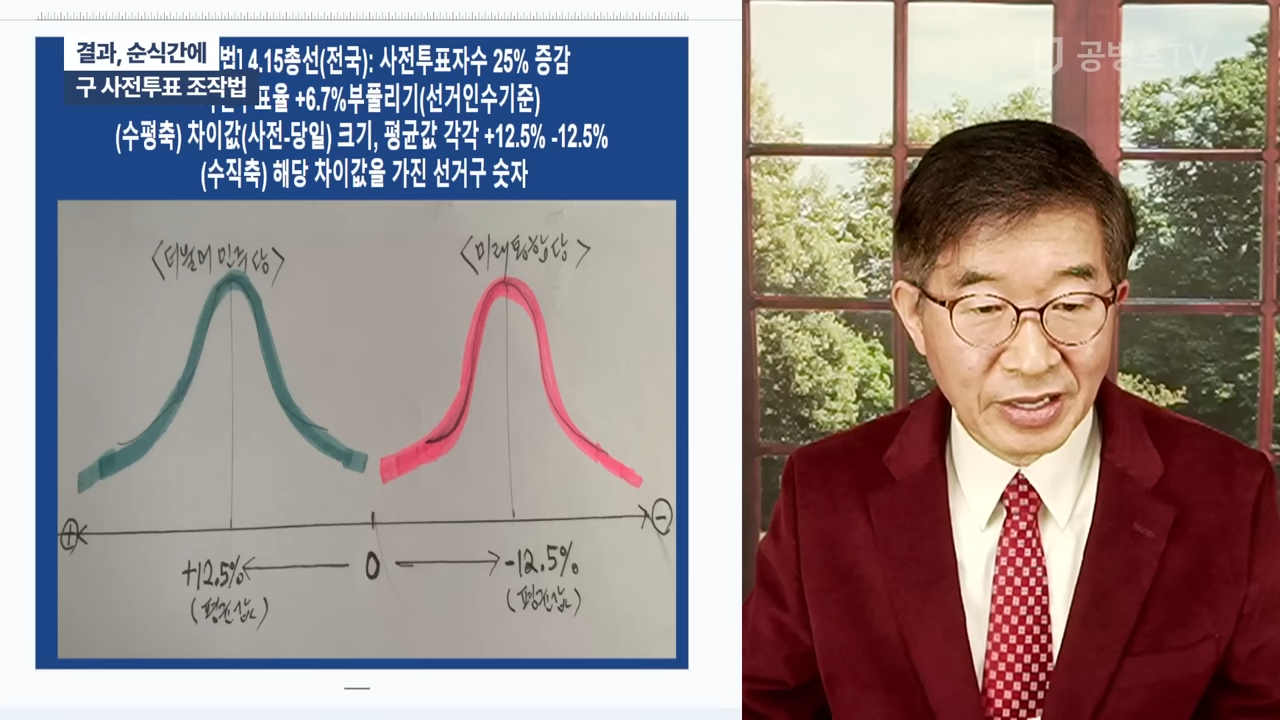 결과, 순식간에
구 사전투표 조작법
법] 4.15총선(전국): 사전투표자수 25% 증감
표율 +6.7%부풀리기(선거인수기준)
(수평축) 차이값(사전-당일) 크기, 평균값 각각 +12.5% -12.5%
(수직축) 해당 차이값을 가진 선거구 숫자
공병호TV
<더불어 민주당>
<미래통합당>
+ -
+12.5% 0 -12.5%
(평균값) (평균값)